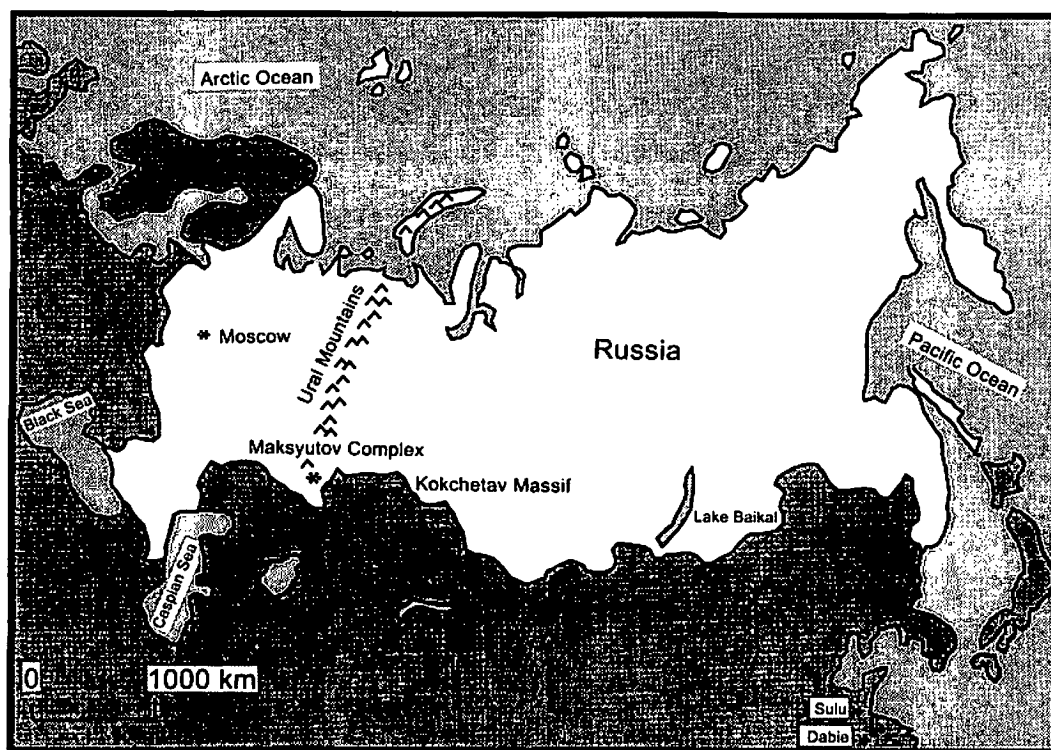 Arctic Ocean
Ural Mountains
* Moscow
Russia
Pacific Ocean
Black Sea
Maksyutov Complex
Kokchetav Massif
Lake Baikal
Caspian Sea
0 1000 km
Sulu
Dabie